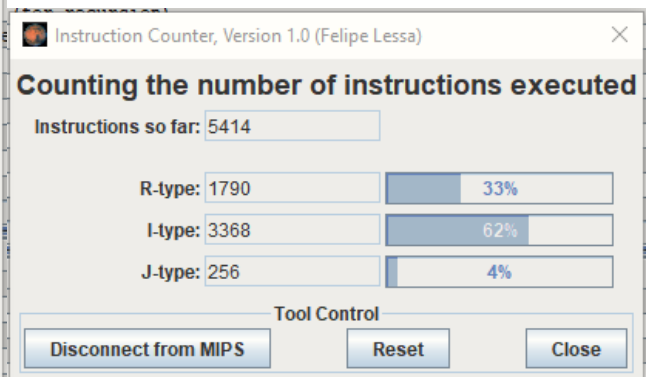 Instruction Counter, Version 1.0 (Felipe Lessa)
Counting the number of instructions executed
Instructions so far: 5414
R-type: 1790 33%
I-type: 3368 62%
J-type: 256 4%
Tool Control
Disconnect from MIPS Reset Close